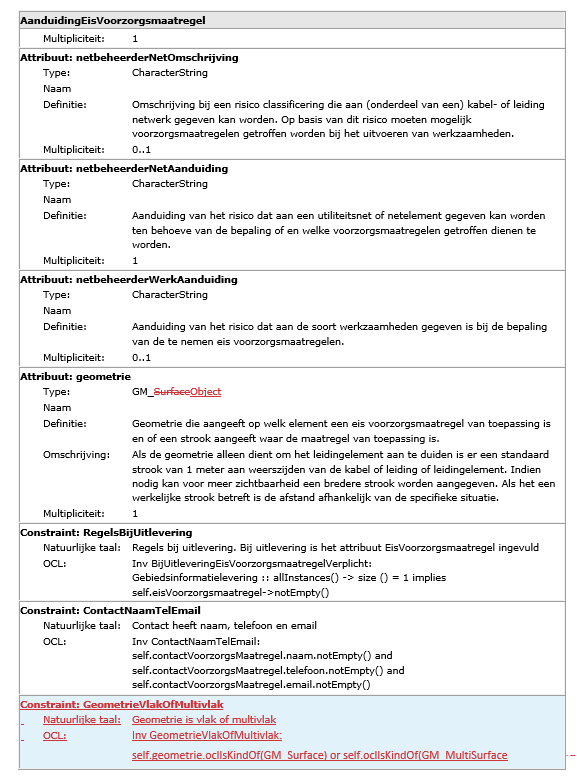 AanduidingEisVoorzorgsmaatregel
Multipliciteit: 1
Attribuut: netbeheerderNetOmschrijving
Type: CharacterString
Naam
Definitie: Omschrijving bij een risico classificering die aan (onderdeel van een) kabel- of leiding
netwerk gegeven kan worden. Op basis van dit risico moeten mogelijk
voorzorgsmaatregelen getroffen worden bij het uitvoeren van werkzaamheden.
Multipliciteit: 0..1
Attribuut: netbeheerderNetAanduiding
Type: CharacterString
Naam
Definitie: Aanduiding van het risico dat aan een utiliteitsnet of netelement gegeven kan worden
ten behoeve van de bepaling of en welke voorzorgsmaatregelen getroffen dienen te
worden.
Multipliciteit: 1
Attribuut: netbeheerderWerkAanduiding
Type: CharacterString
Naam
Definitie: Aanduiding van het risico dat aan de soort werkzaamheden gegeven is bij de bepaling
van de te nemen eis voorzorgsmaatregelen.
Multipliciteit: 0..1
Attribuut: geometrie
Type: GM_SurfaceObject
Naam
Definitie: Geometrie die aangeeft op welk element een eis voorzorgsmaatregel van toepassing is
en of een strook aangeeft waar de maatregel van toepassing is.
Omschrijving: Als de geometrie alleen dient om het leidingelement aan te duiden is er een standaard
strook van 1 meter aan weerszijden van de kabel of leiding of leidingelement. Indien
nodig kan voor meer zichtbaarheid een bredere strook worden aangegeven. Als het een
werkelijke strook betreft is de afstand afhankelijk van de specifieke situatie.
Multipliciteit: 1
Constraint: RegelsBijUitlevering
Natuurlijke taal: Regels bij uitlevering. Bij uitlevering is het attribuut EisVoorzorgsmaatregel ingevuld
OCL: Inv BijUitleveringEisVoorzorgsmaatregelVerplicht:
Gebiedsinformatielevering :: allInstances() -> size () = 1 implies
self.eisVoorzorgsmaatregel->notEmpty()
Constraint: ContactNaamTelEmail
Natuurlijke taal: Contact heeft naam, telefoon en email
OCL: Inv ContactNaamTelEmail:
self.contactVoorzorgsMaatregel.naam.notEmpty() and
self.contactVoorzorgsMaatregel.telefoon.notEmpty() and
self.contactVoorzorgsMaatregel.email.notEmpty()
Constraint: GeometrieVlakOfMultivlak
Natuurlijke taal: Geometrie is vlak of multivlak
OCL: Inv GeometrieVlakOfMultivlak:
self.geometrie.oclIsKindOf(GM_Surface) or self.oclIsKindOf(GM_MultiSurface